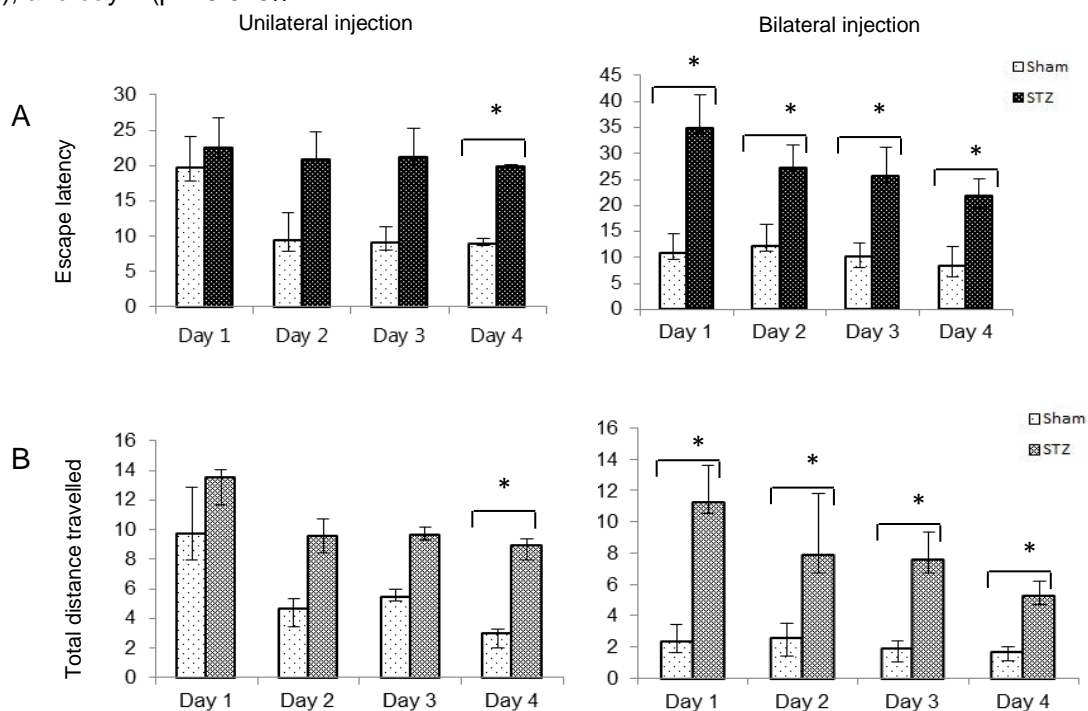 ), and day
Unilateral injection
Bilateral injection
A
Escape latency
30
25
20
15
10
5
0
*
Day 1 Day 2 Day 3 Day 4
45
40
35
30
25
20
15
10
5
0
* * * *
Day 1 Day 2 Day 3 Day 4
Sham
STZ
B
Total distance travelled
16
14
12
10
8
6
4
2
0
*
Day 1 Day 2 Day 3 Day 4
16
14
12
10
8
6
4
2
0
* * * *
Day 1 Day 2 Day 3 Day 4
Sham
STZ